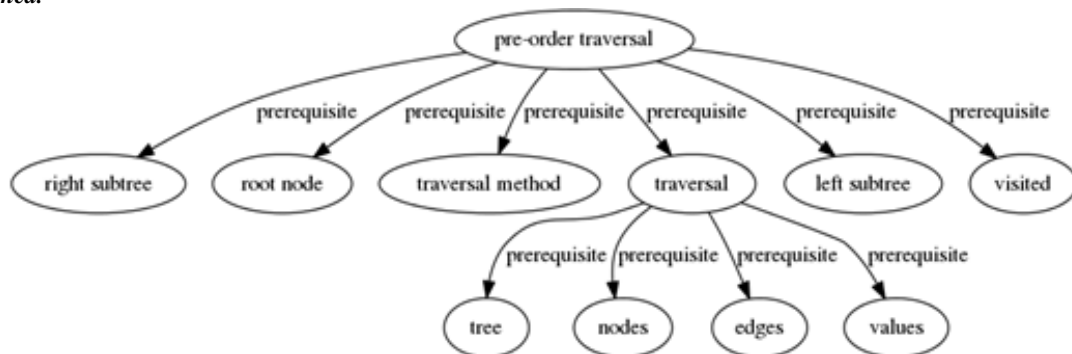 pre-order traversal
prerequisite prerequisite prerequisite prerequisite prerequisite prerequisite
right subtree root node traversal method traversal left subtree visited
prerequisite prerequisite prerequisite prerequisite
tree nodes edges values